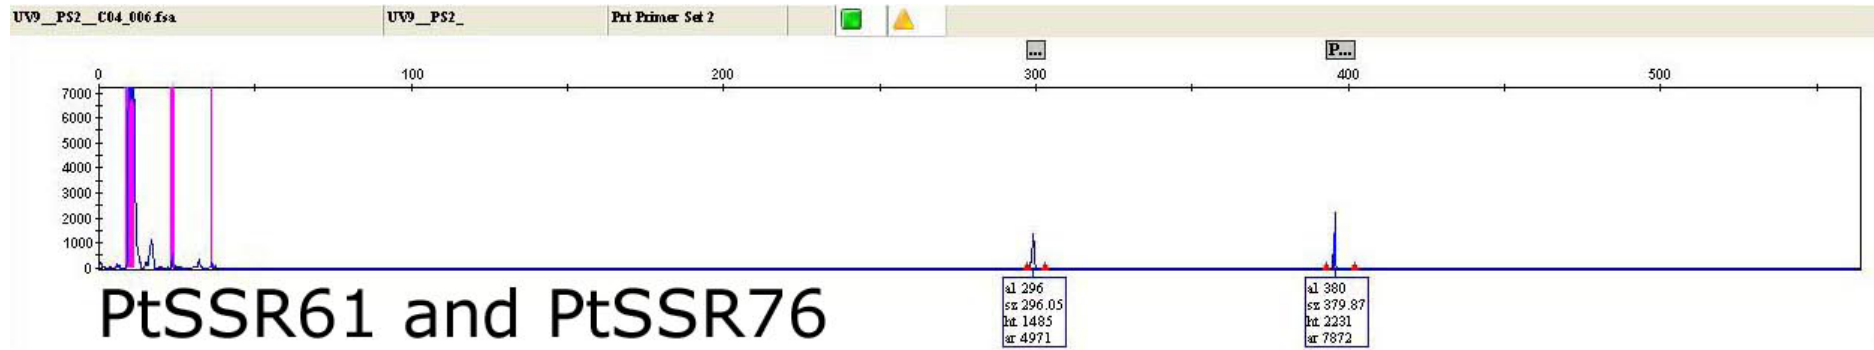 UV9__PS2__C04_006.fsa UV9__PS2_ Prt Primer Set 2
... P...
0 100 200 300 400 500
7000
6000
5000
4000
3000
2000
1000
0
al 296
sz 296.05
ht 1485
ar 4971
al 380
sz 379.87
ht 2231
ar 7872
PtSSR61 and PtSSR76